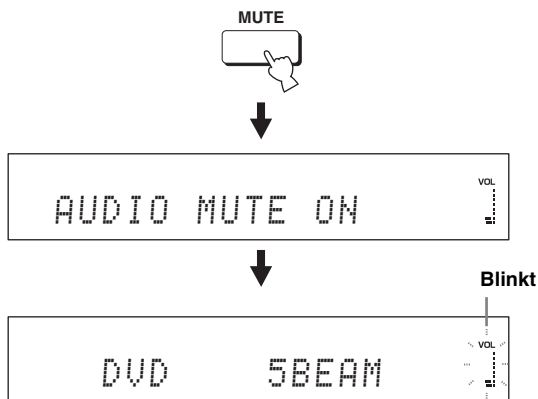 MUTE
VOL
AUDIO MUTE ON
Blinkt
VOL
DVD 5BEAM